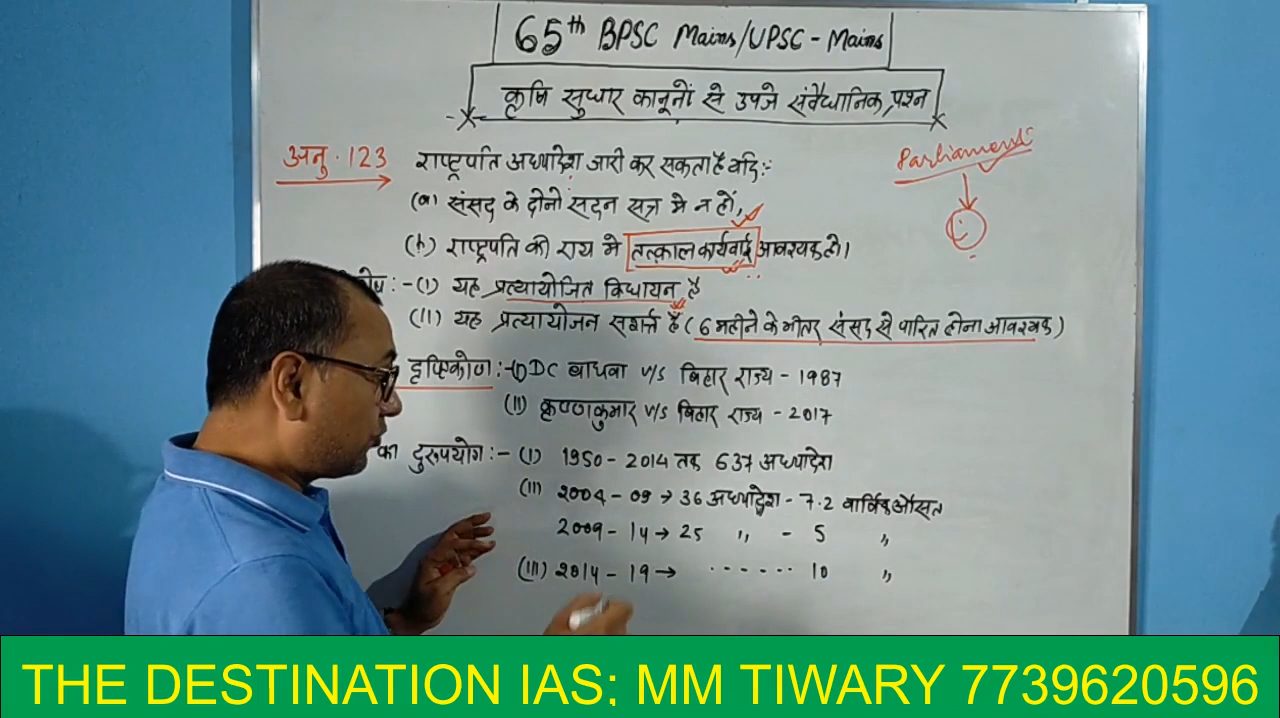 65th BPSC Mains/UPSC-Mains
कृषि सुधार कानूनों से उपजे संवैधानिक प्रश्न
अनु. 123 राष्ट्रपति अध्यादेश जारी कर सकता है यदि:-
Parliament
(a) संसद के दोनो सदन सत्र मे न हों,
(b) राष्ट्रपति की राय मे तत्काल कार्यवाई आवश्यक हो।
:-(I) यह प्रत्यायोजित विधायन है
(II) यह प्रत्यायोजन सशर्त है (6 महीने के भीतर संसद से पारित होना आवश्यक)
दृष्टिकोण:-(I) DC बाधवा v/s बिहार राज्य - 1987
(II) कृष्णकुमार v/s बिहार राज्य - 2017
का दुरुपयोग:- (I) 1950-2014 तक 637 अध्यादेश
(II) 2004-09 → 36 अध्यादेश - 7.2 वार्षिक औसत
2009-14 → 25 " - 5 "
(III) 2014-19 → ...... 10 "
THE DESTINATION IAS; MM TIWARY 7739620596